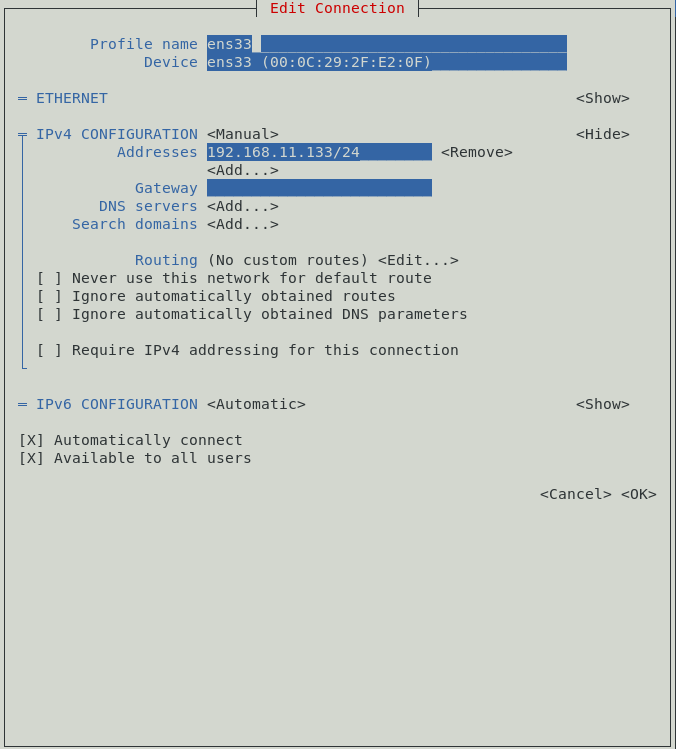 Edit Connection
Profile name ens33
Device ens33 (00:0C:29:2F:E2:0F)
═ ETHERNET <Show>
╤ IPv4 CONFIGURATION <Manual> <Hide>
Addresses 192.168.11.133/24 <Remove>
<Add...>
Gateway
DNS servers <Add...>
Search domains <Add...>
Routing (No custom routes) <Edit...>
[ ] Never use this network for default route
[ ] Ignore automatically obtained routes
[ ] Ignore automatically obtained DNS parameters
[ ] Require IPv4 addressing for this connection
═ IPv6 CONFIGURATION <Automatic> <Show>
[X] Automatically connect
[X] Available to all users
<Cancel> <OK>